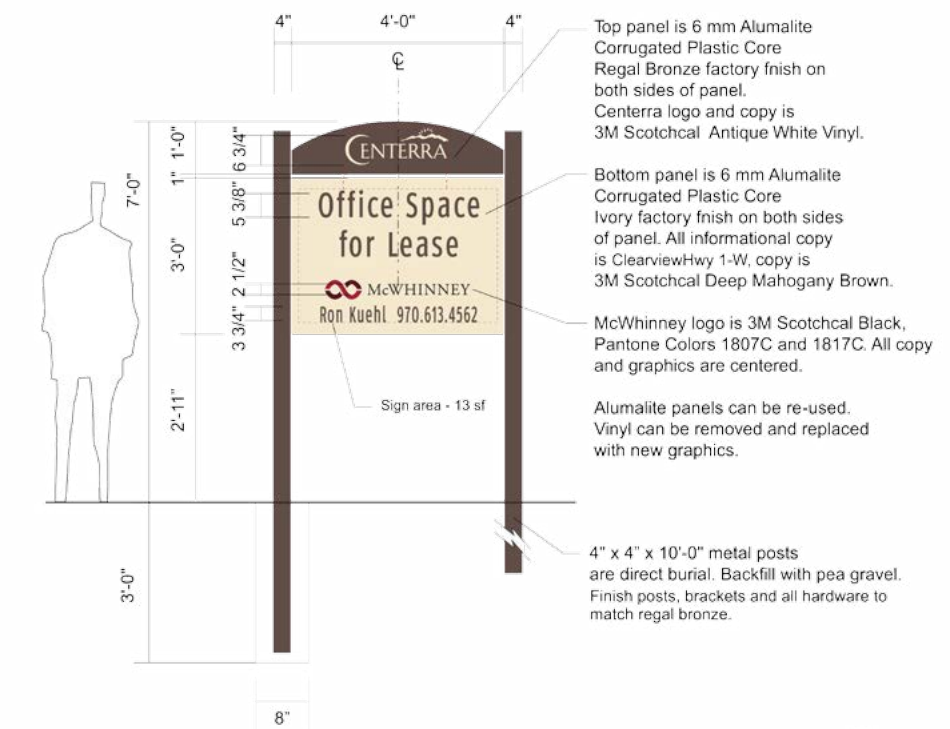 4" 4'-0" 4"
CL
Top panel is 6 mm Alumalite
Corrugated Plastic Core
Regal Bronze factory fnish on
both sides of panel.
Centerra logo and copy is
3M Scotchcal Antique White Vinyl.
7'-0"
1'-0"
1"
3'-0"
2'-11"
6 3/4"
5 3/8"
2 1/2"
3 3/4"
CENTERRA
Office Space
for Lease
McWHINNEY
Ron Kuehl 970.613.4562
Sign area - 13 sf
Bottom panel is 6 mm Alumalite
Corrugated Plastic Core
Ivory factory fnish on both sides
of panel. All informational copy
is ClearviewHwy 1-W, copy is
3M Scotchcal Deep Mahogany Brown.
McWhinney logo is 3M Scotchcal Black,
Pantone Colors 1807C and 1817C. All copy
and graphics are centered.
Alumalite panels can be re-used.
Vinyl can be removed and replaced
with new graphics.
3'-0"
4" x 4" x 10'-0" metal posts
are direct burial. Backfill with pea gravel.
Finish posts, brackets and all hardware to
match regal bronze.
8"